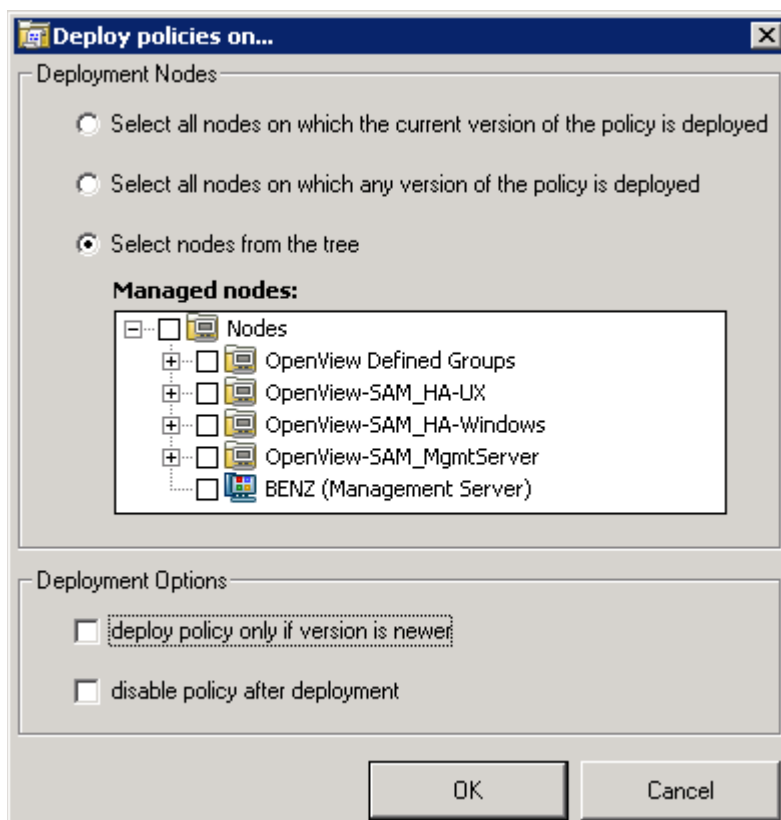 Deploy policies on...
Deployment Nodes
Select all nodes on which the current version of the policy is deployed
Select all nodes on which any version of the policy is deployed
Select nodes from the tree
Managed nodes:
Nodes
OpenView Defined Groups
OpenView-SAM_HA-UX
OpenView-SAM_HA-Windows
OpenView-SAM_MgmtServer
BENZ (Management Server)
Deployment Options
deploy policy only if version is newer
disable policy after deployment
OK Cancel